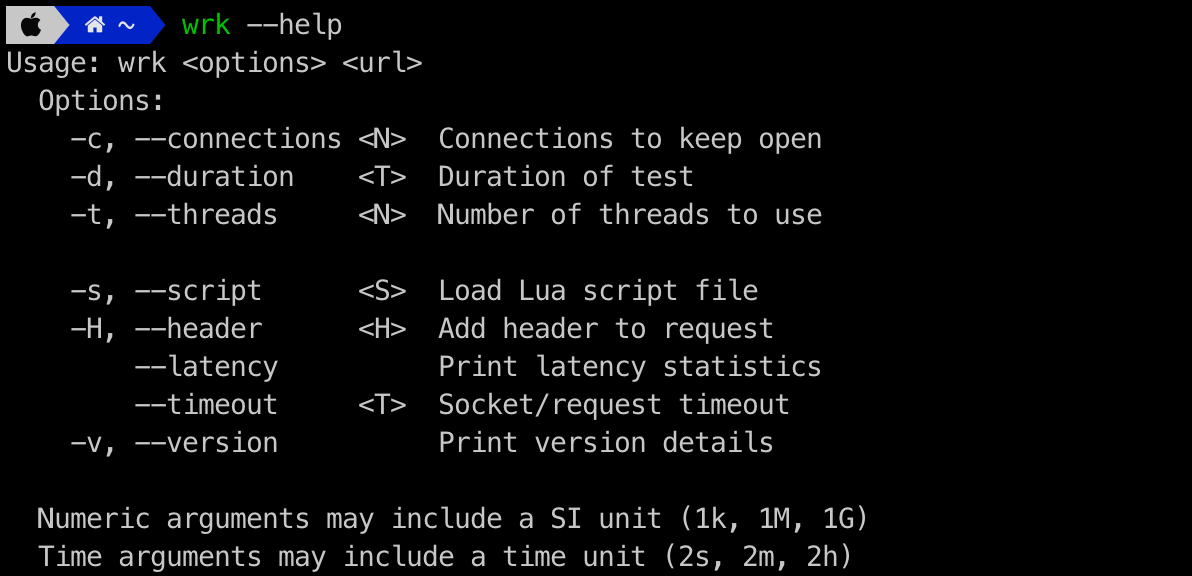 ~ wrk --help
Usage: wrk <options> <url>
  Options:
    -c, --connections <N>  Connections to keep open
    -d, --duration    <T>  Duration of test
    -t, --threads     <N>  Number of threads to use

    -s, --script      <S>  Load Lua script file
    -H, --header      <H>  Add header to request
        --latency          Print latency statistics
        --timeout     <T>  Socket/request timeout
    -v, --version          Print version details

  Numeric arguments may include a SI unit (1k, 1M, 1G)
  Time arguments may include a time unit (2s, 2m, 2h)